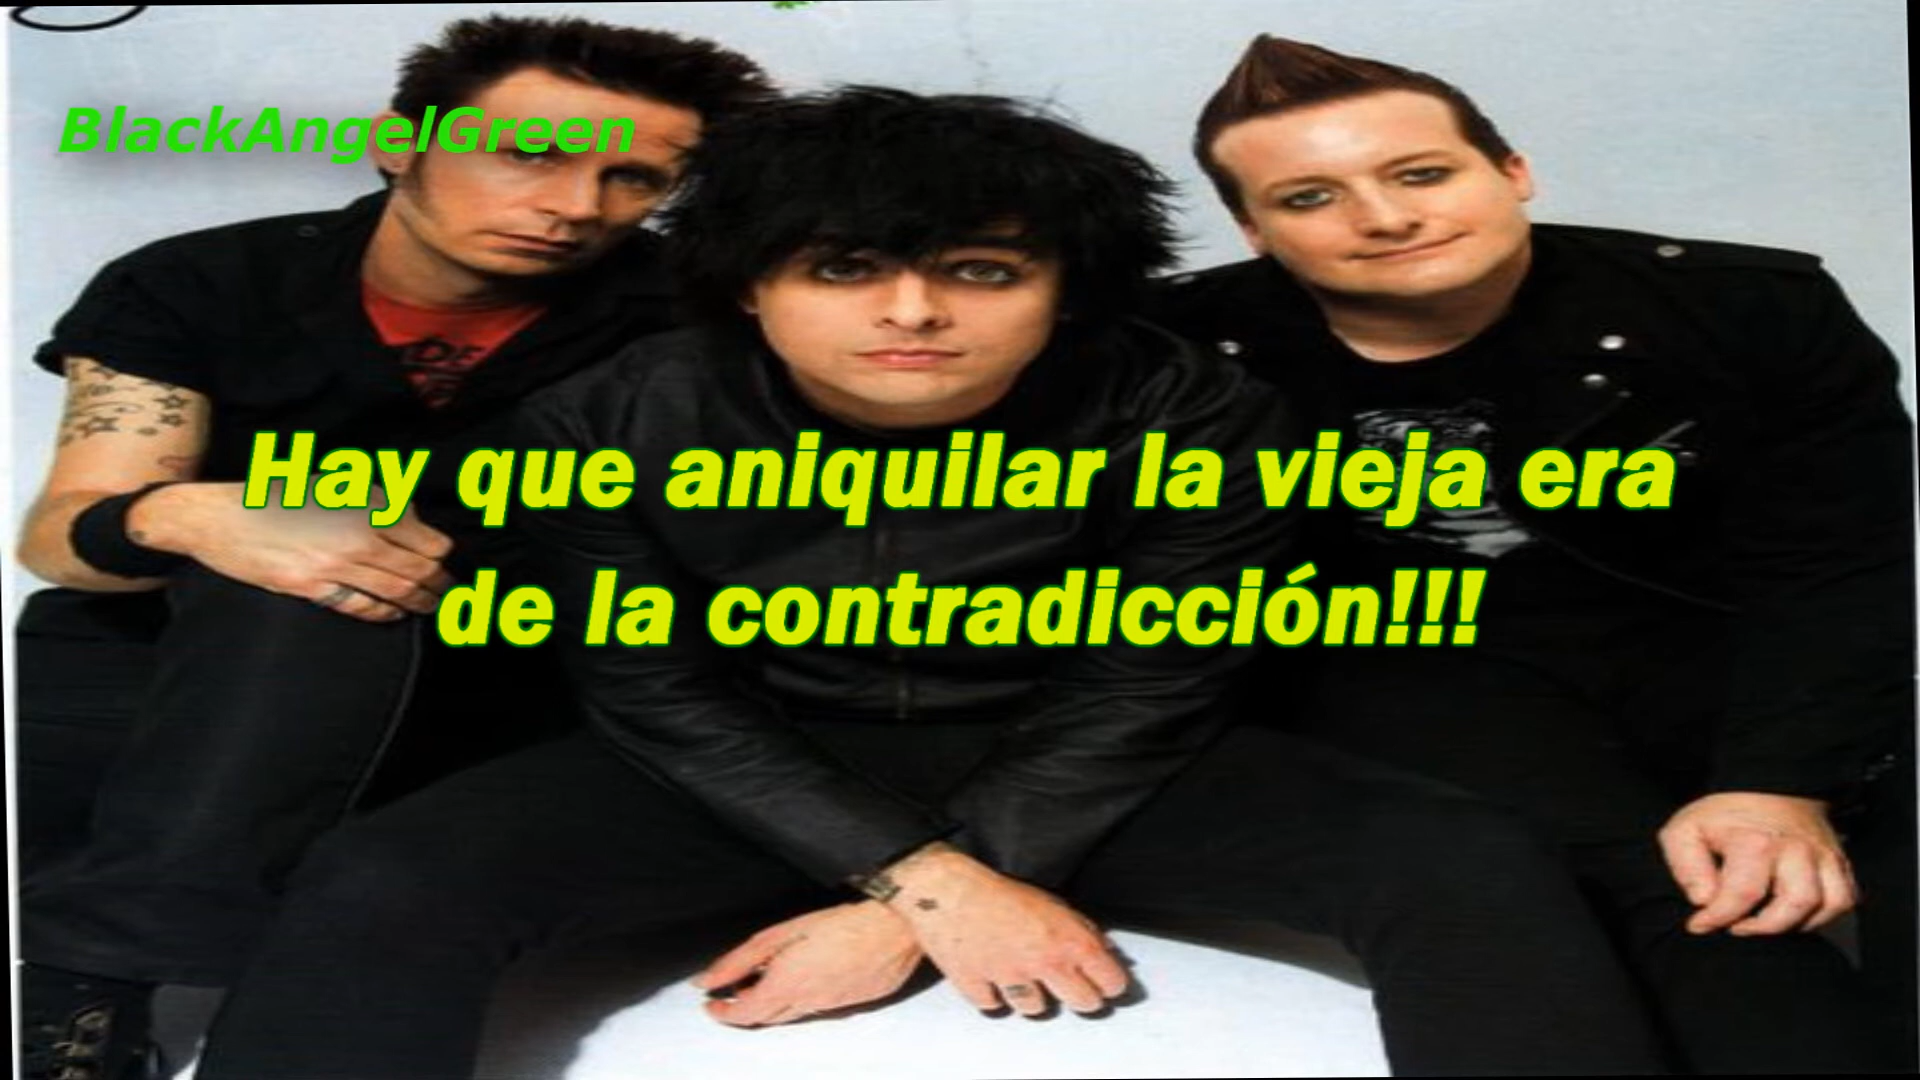 BlackAngelGreen
Hay que aniquilar la vieja era
de la contradicción!!!